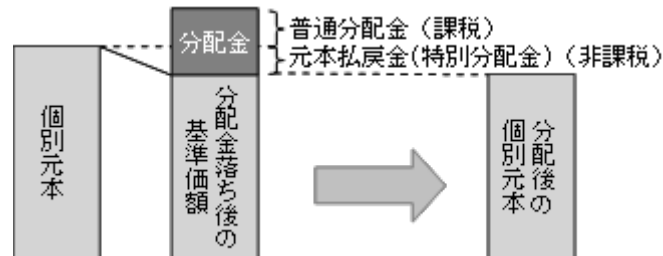 分配金
普通分配金（課税）
元本払戻金(特別分配金)（非課税）
個別元本
分配金落ち後の
基準価額
分配後の
個別元本